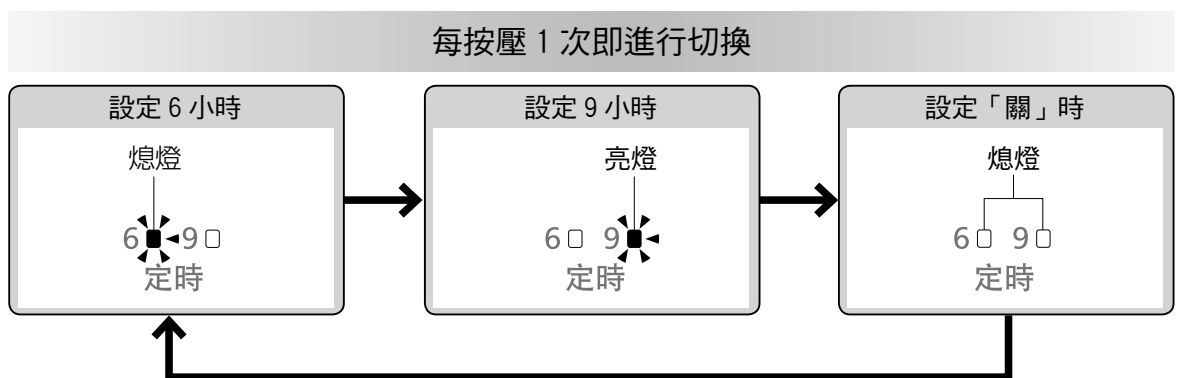 每按壓 1 次即進行切換
設定 6 小時
熄燈
6 9
定時
設定 9 小時
亮燈
6 9
定時
設定「關」時
熄燈
6 9
定時